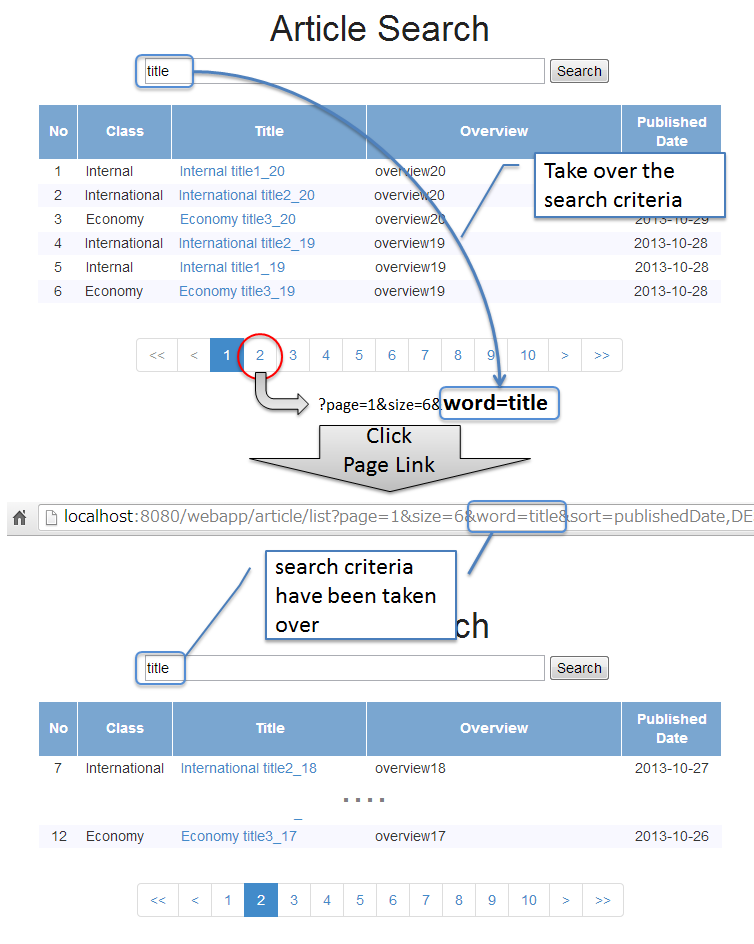 Article Search
title Search
No Class Title Overview Published Date
1 Internal Internal title1_20 overview20
2 International International title2_20 overview20
3 Economy Economy title3_20 overview20 2013-10-29
4 International International title2_19 overview19 2013-10-28
5 Internal Internal title1_19 overview19 2013-10-28
6 Economy Economy title3_19 overview19 2013-10-28
Take over the
search criteria
<< < 1 2 3 4 5 6 7 8 9 10 > >>
?page=1&size=6&word=title
Click
Page Link
localhost:8080/webapp/article/list?page=1&size=6&word=title&sort=publishedDate,DE
search criteria
have been taken
over
ch
title Search
No Class Title Overview Published Date
7 International International title2_18 overview18 2013-10-27
....
12 Economy Economy title3_17 overview17 2013-10-26
<< < 1 2 3 4 5 6 7 8 9 10 > >>